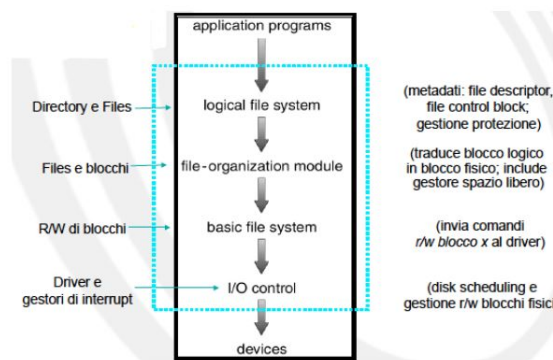 application programs
Directory e Files
logical file system
(metadati: file descriptor,
file control block;
gestione protezione)
Files e blocchi
file-organization module
(traduce blocco logico
in blocco fisico; include
gestore spazio libero)
R/W di blocchi
basic file system
(invia comandi
r/w blocco x al driver)
Driver e
gestori di interrupt
I/O control
(disk scheduling e
gestione r/w blocchi fisici
devices